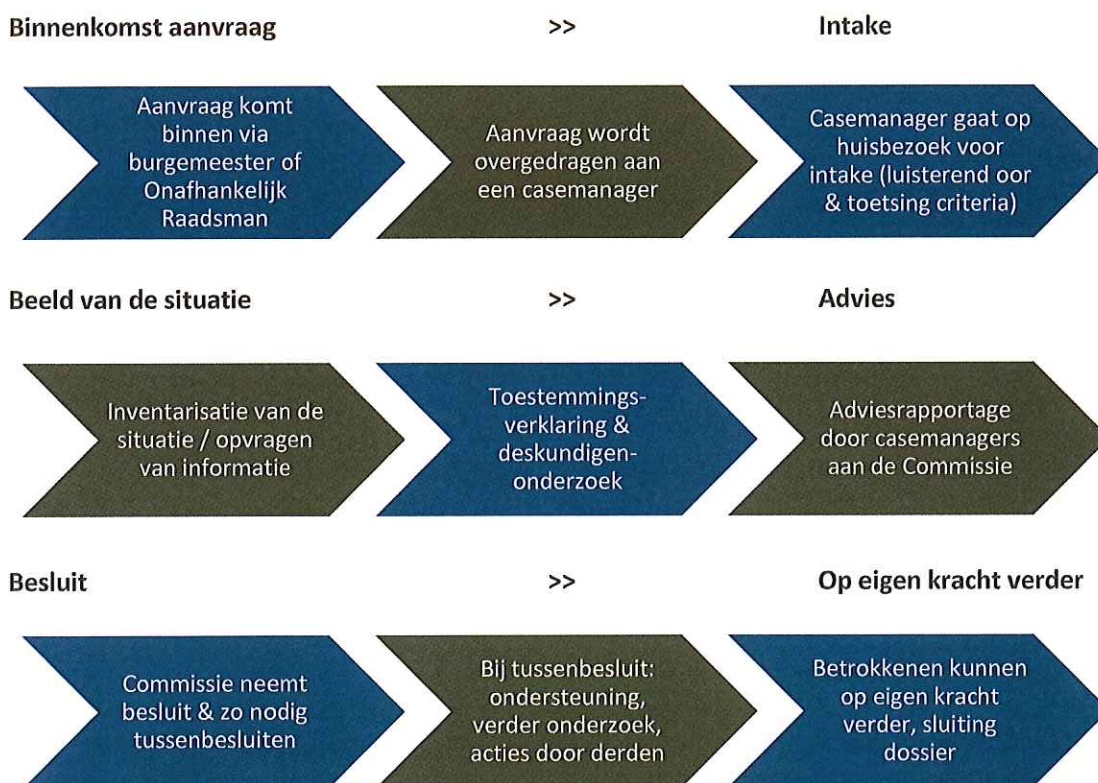 Binnenkomst aanvraag >> Intake
Aanvraag komt
binnen via
burgemeester of
Onafhankelijk
Raadsman
Aanvraag wordt
overgedragen aan
een casemanager
Casemanager gaat op
huisbezoek voor
intake (luisterend oor
& toetsing criteria)
Beeld van de situatie >> Advies
Inventarisatie van de
situatie / opvragen
van informatie
Toestemmings-
verklaring &
deskundigen-
onderzoek
Adviesrapportage
door casemanagers
aan de Commissie
Besluit >> Op eigen kracht verder
Commissie neemt
besluit & zo nodig
tussenbesluiten
Bij tussenbesluit:
ondersteuning,
verder onderzoek,
acties door derden
Betrokkenen kunnen
op eigen kracht
verder, sluiting
dossier